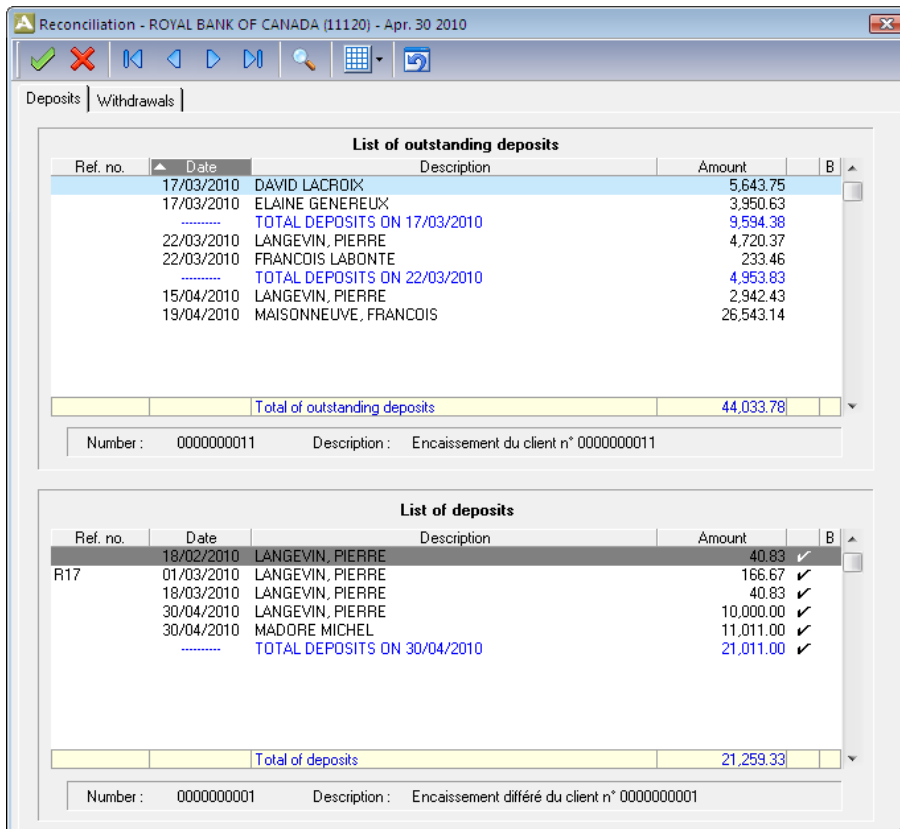 Reconciliation - ROYAL BANK OF CANADA (11120) - Apr. 30 2010
Deposits Withdrawals
List of outstanding deposits
Ref. no. Date Description Amount B
17/03/2010 DAVID LACROIX 5,643.75
17/03/2010 ELAINE GENEREUX 3,950.63
---------- TOTAL DEPOSITS ON 17/03/2010 9,594.38
22/03/2010 LANGEVIN, PIERRE 4,720.37
22/03/2010 FRANCOIS LABONTE 233.46
---------- TOTAL DEPOSITS ON 22/03/2010 4,953.83
15/04/2010 LANGEVIN, PIERRE 2,942.43
19/04/2010 MAISONNEUVE, FRANCOIS 26,543.14
Total of outstanding deposits 44,033.78
Number : 0000000011 Description : Encaissement du client n° 0000000011
List of deposits
Ref. no. Date Description Amount B
18/02/2010 LANGEVIN, PIERRE 40.83 ✓
R17 01/03/2010 LANGEVIN, PIERRE 166.67 ✓
18/03/2010 LANGEVIN, PIERRE 40.83 ✓
30/04/2010 LANGEVIN, PIERRE 10,000.00 ✓
30/04/2010 MADORE MICHEL 11,011.00 ✓
---------- TOTAL DEPOSITS ON 30/04/2010 21,011.00 ✓
Total of deposits 21,259.33
Number : 0000000001 Description : Encaissement différé du client n° 0000000001